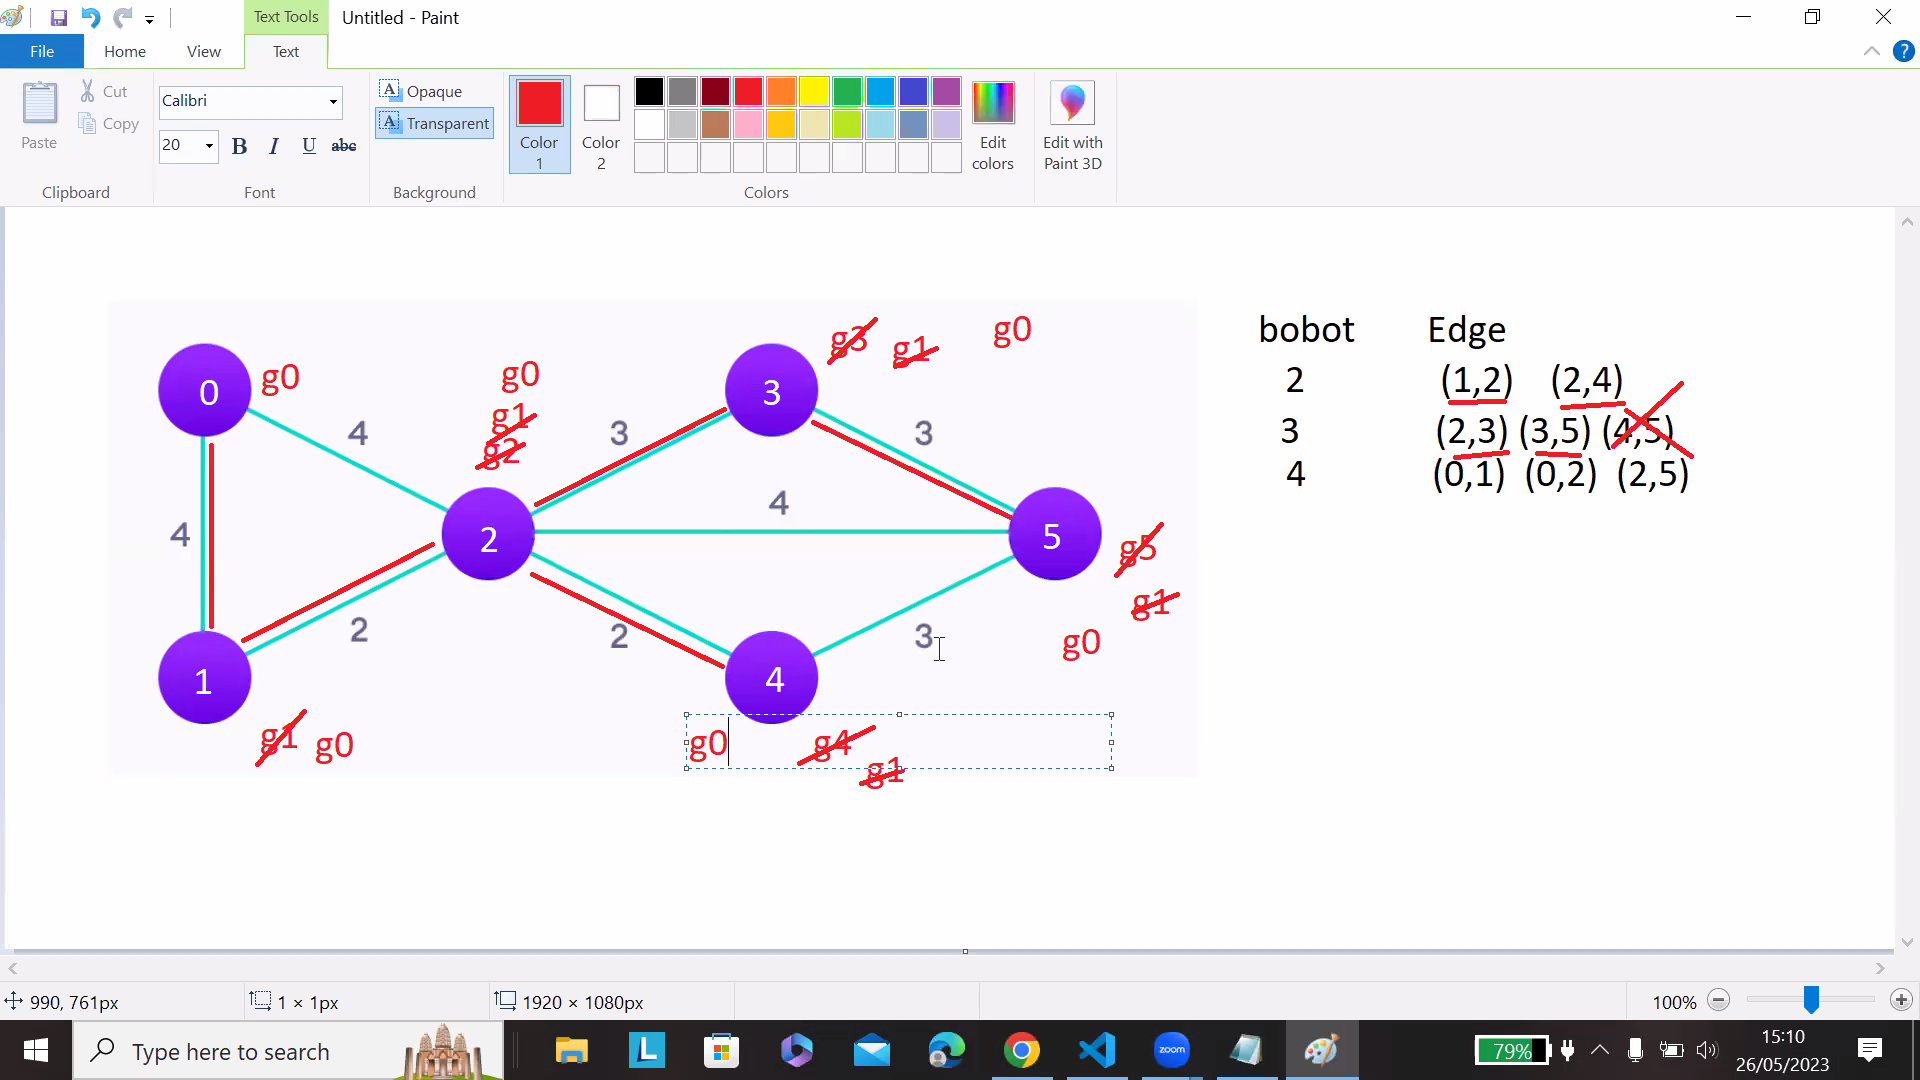 Text Tools
Untitled - Paint
File
Home
View
Text
Paste
Cut
Copy
Clipboard
Calibri
20
B I U abc
Font
A Opaque
A Transparent
Background
Color 1
Color 2
Colors
Edit colors
Edit with Paint 3D
0 g0
g0
g1
g2
3 g3 g1 g0
4
3
3
4
2
4
5 g5
g1
g0
1
2
2
4
3
g1 g0
g0 g4
g1
bobot Edge
2 (1,2) (2,4)
3 (2,3) (3,5) (4,5)
4 (0,1) (0,2) (2,5)
990, 761px
1 × 1px
1920 × 1080px
100%
Type here to search
L
zoom
79%
15:10
26/05/2023